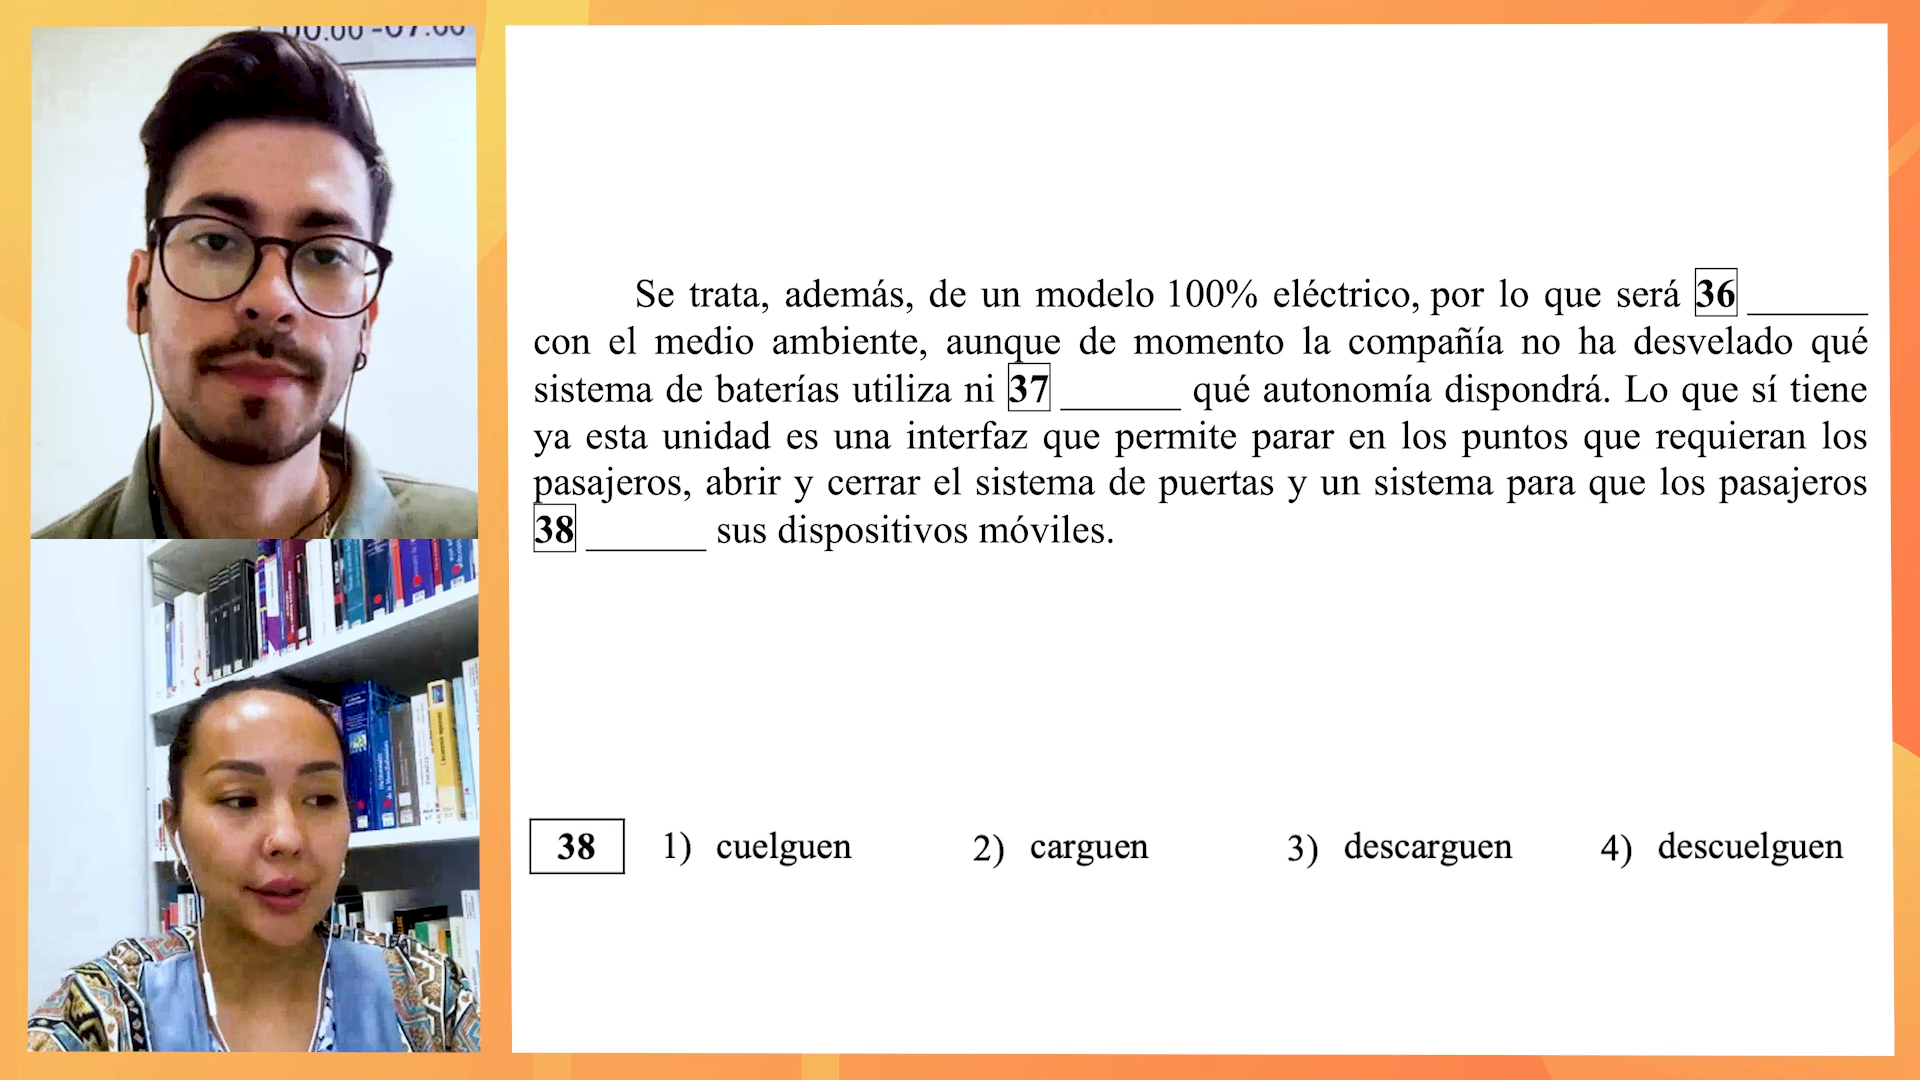 Se trata, además, de un modelo 100% eléctrico, por lo que será 36 ______
con el medio ambiente, aunque de momento la compañía no ha desvelado qué
sistema de baterías utiliza ni 37 ______ qué autonomía dispondrá. Lo que sí tiene
ya esta unidad es una interfaz que permite parar en los puntos que requieran los
pasajeros, abrir y cerrar el sistema de puertas y un sistema para que los pasajeros
38 ______ sus dispositivos móviles.
38 1) cuelguen 2) carguen 3) descarguen 4) descuelguen